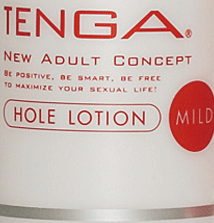 TENGA®
NEW ADULT CONCEPT
BE POSITIVE, BE SMART, BE FREE
TO MAXIMIZE YOUR SEXUAL LIFE!
HOLE LOTION MILD